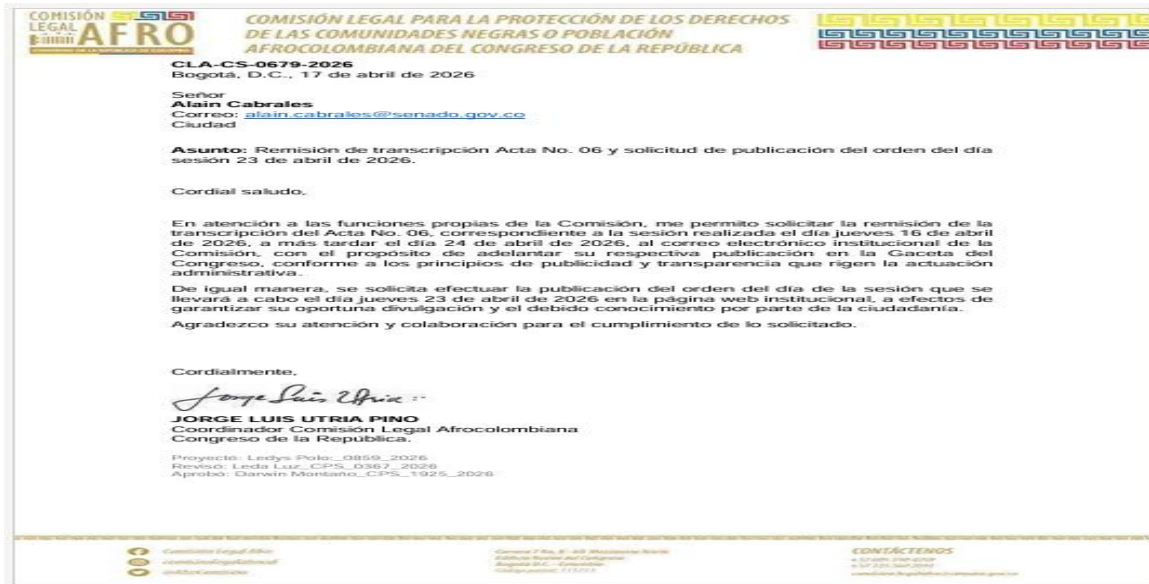 COMISIÓN
LEGAL
AFRO
COMISIÓN LEGAL PARA LA PROTECCIÓN DE LOS DERECHOS
DE LAS COMUNIDADES NEGRAS O POBLACIÓN
AFROCOLOMBIANA DEL CONGRESO DE LA REPÚBLICA
CLA-CS-0679-2026
Bogotá, D.C., 17 de abril de 2026
Señor
Alain Cabrales
Correo: alain.cabrales@senado.gov.co
Ciudad
Asunto: Remisión de transcripción Acta No. 06 y solicitud de publicación del orden del día
sesión 23 de abril de 2026.
Cordial saludo,
En atención a las funciones propias de la Comisión, me permito solicitar la remisión de la
transcripción del Acta No. 06, correspondiente a la sesión realizada el día jueves 16 de abril
de 2026, a más tardar el día 24 de abril de 2026, al correo electrónico institucional de la
Comisión, con el propósito de adelantar su respectiva publicación en la Gaceta del
Congreso, conforme a los principios de publicidad y transparencia que rigen la actuación
administrativa.
De igual manera, se solicita efectuar la publicación del orden del día de la sesión que se
llevará a cabo el día jueves 23 de abril de 2026 en la página web institucional, a efectos de
garantizar su oportuna divulgación y el debido conocimiento por parte de la ciudadanía.
Agradezco su atención y colaboración para el cumplimiento de lo solicitado.
Cordialmente,
Jorge Luis Utria
JORGE LUIS UTRIA PINO
Coordinador Comisión Legal Afrocolombiana
Congreso de la República.
Proyectó: Ledys Polo:_0859_2026
Revisó: Leda Luz_CPS_0367_2026
Aprobó: Darwin Montaño_CPS_1925_2026
Comisión Legal Afro
CONTÁCTENOS